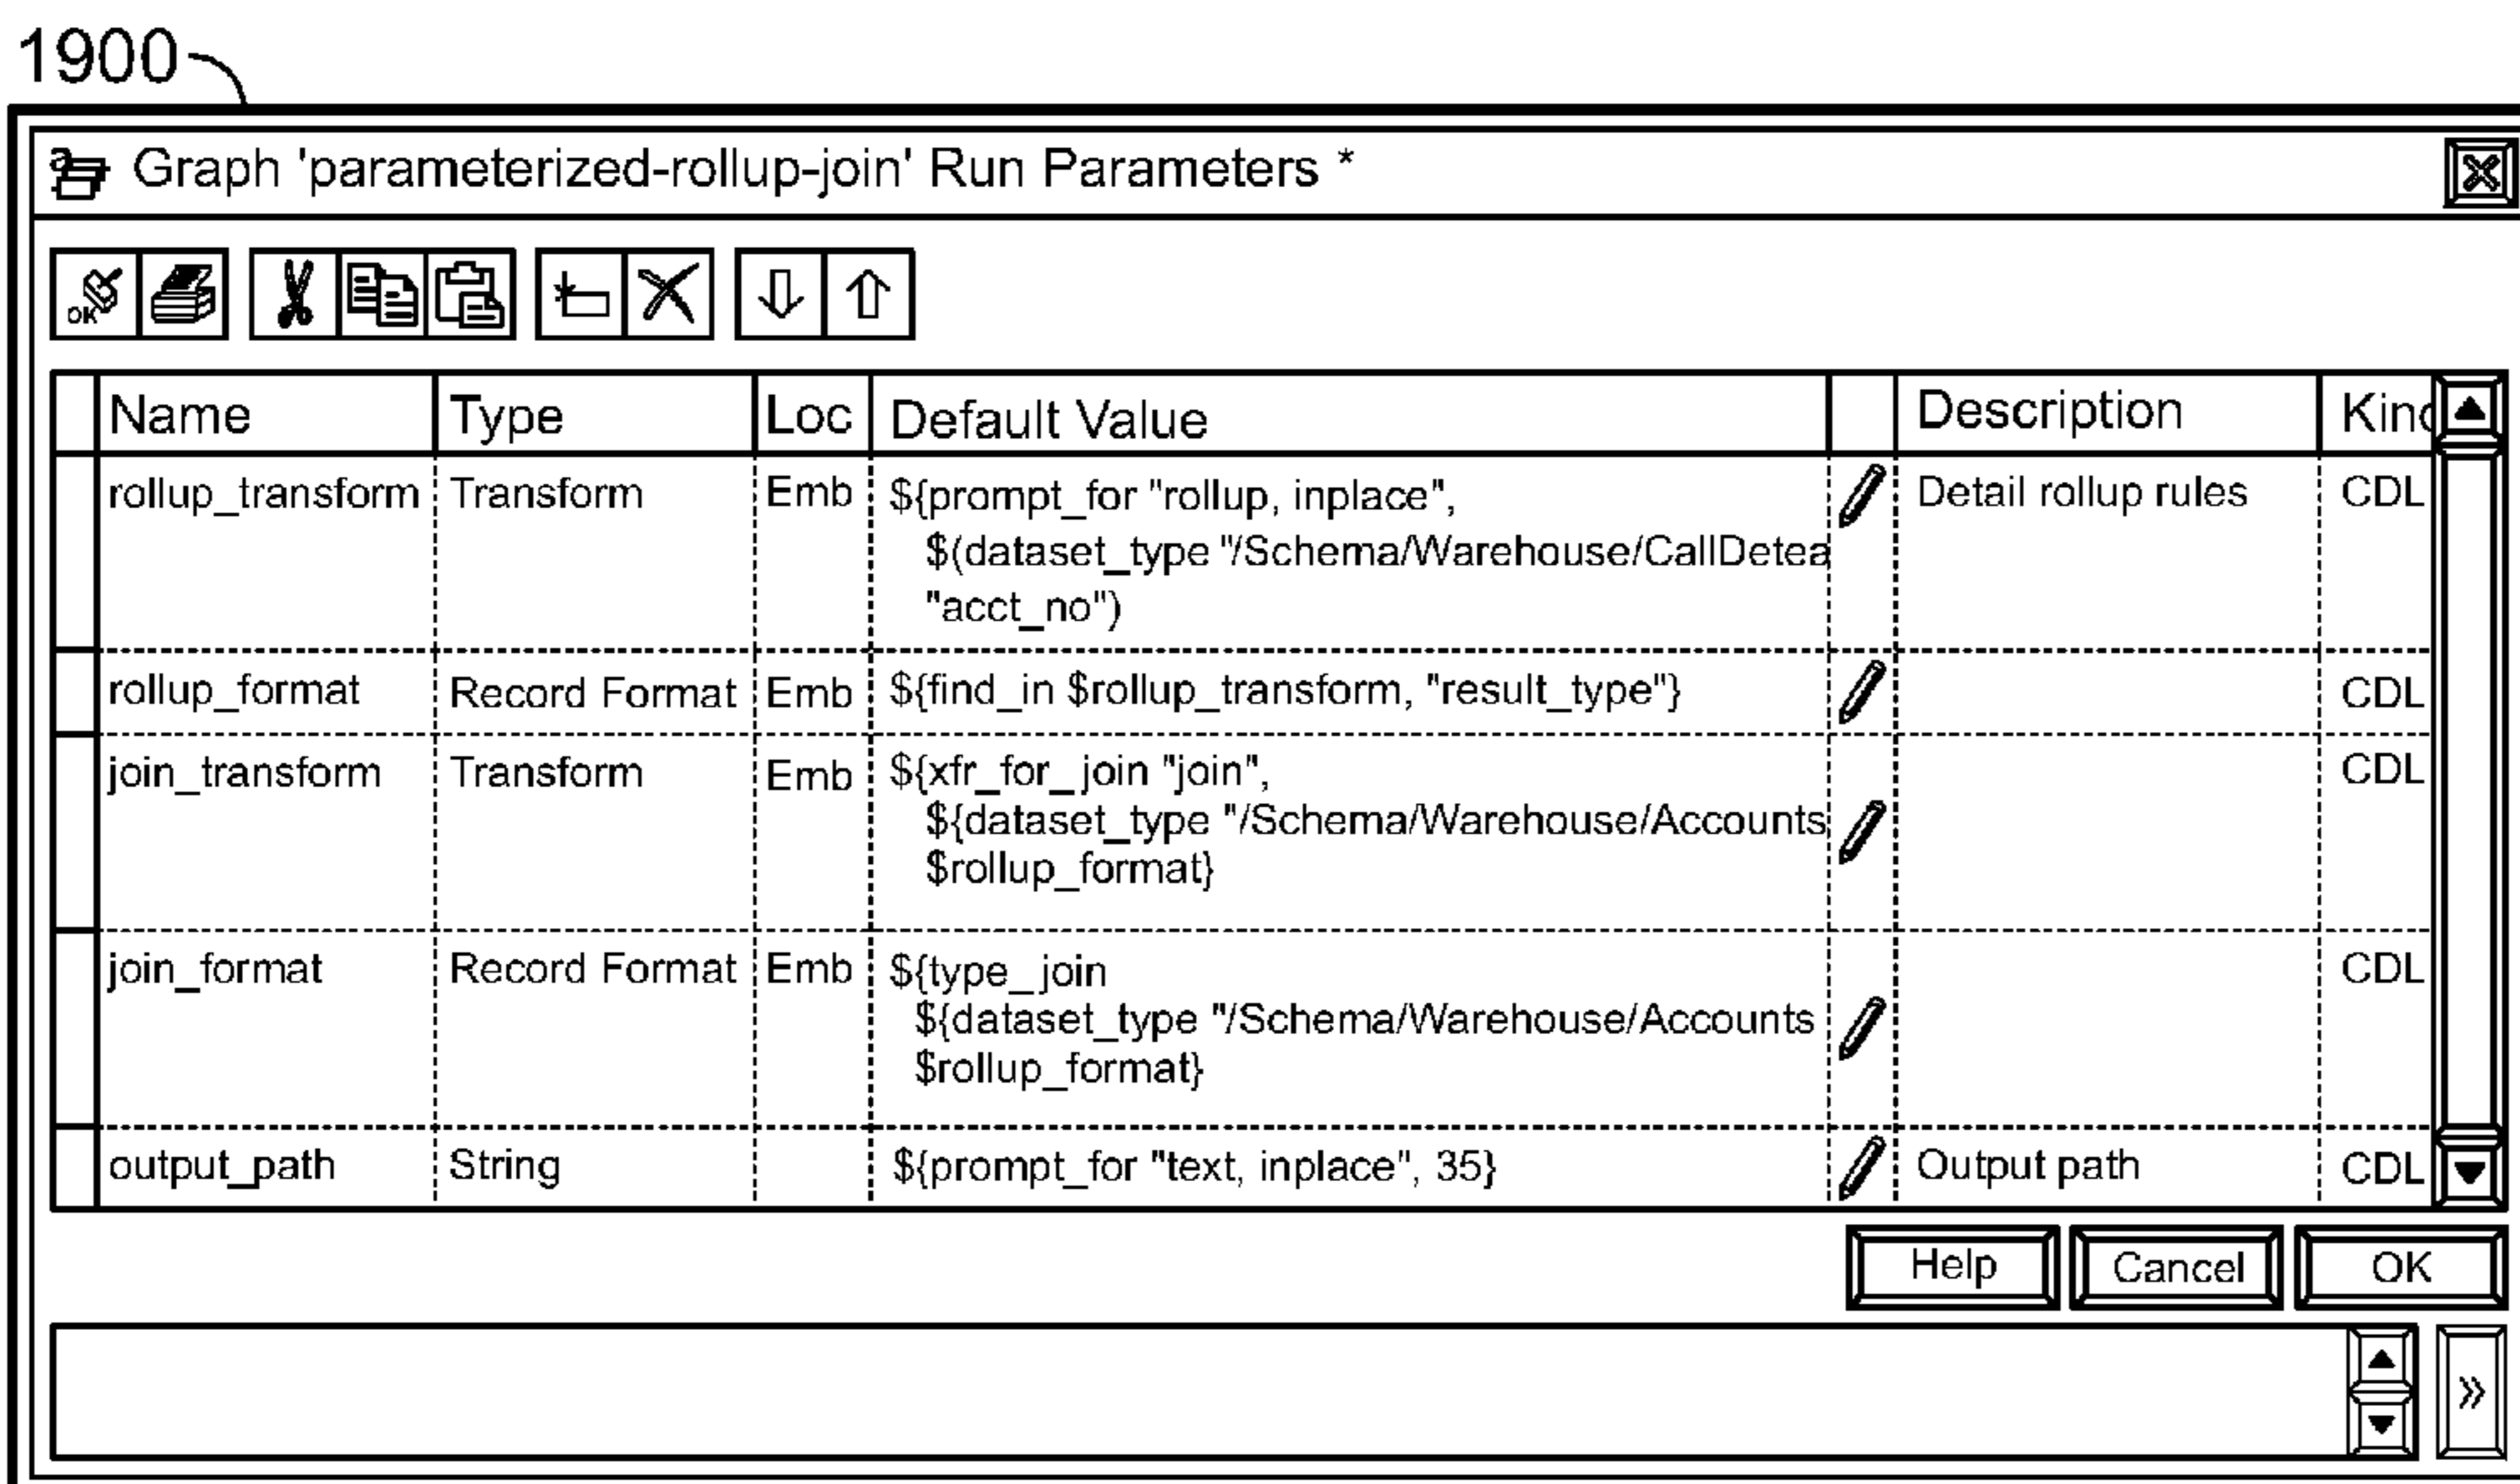 1900
Graph 'parameterized-rollup-join' Run Parameters *
OK
Name Type Loc Default Value Description Kind
rollup_transform Transform Emb ${prompt_for "rollup, inplace", Detail rollup rules CDL
$(dataset_type "/Schema/Warehouse/CallDetea
"acct_no")
rollup_format Record Format Emb ${find_in $rollup_transform, "result_type"} CDL
join_transform Transform Emb ${xfr_for_join "join", CDL
${dataset_type "/Schema/Warehouse/Accounts
$rollup_format}
join_format Record Format Emb ${type_join CDL
${dataset_type "/Schema/Warehouse/Accounts
$rollup_format}
output_path String ${prompt_for "text, inplace", 35} Output path CDL
Help Cancel OK
»